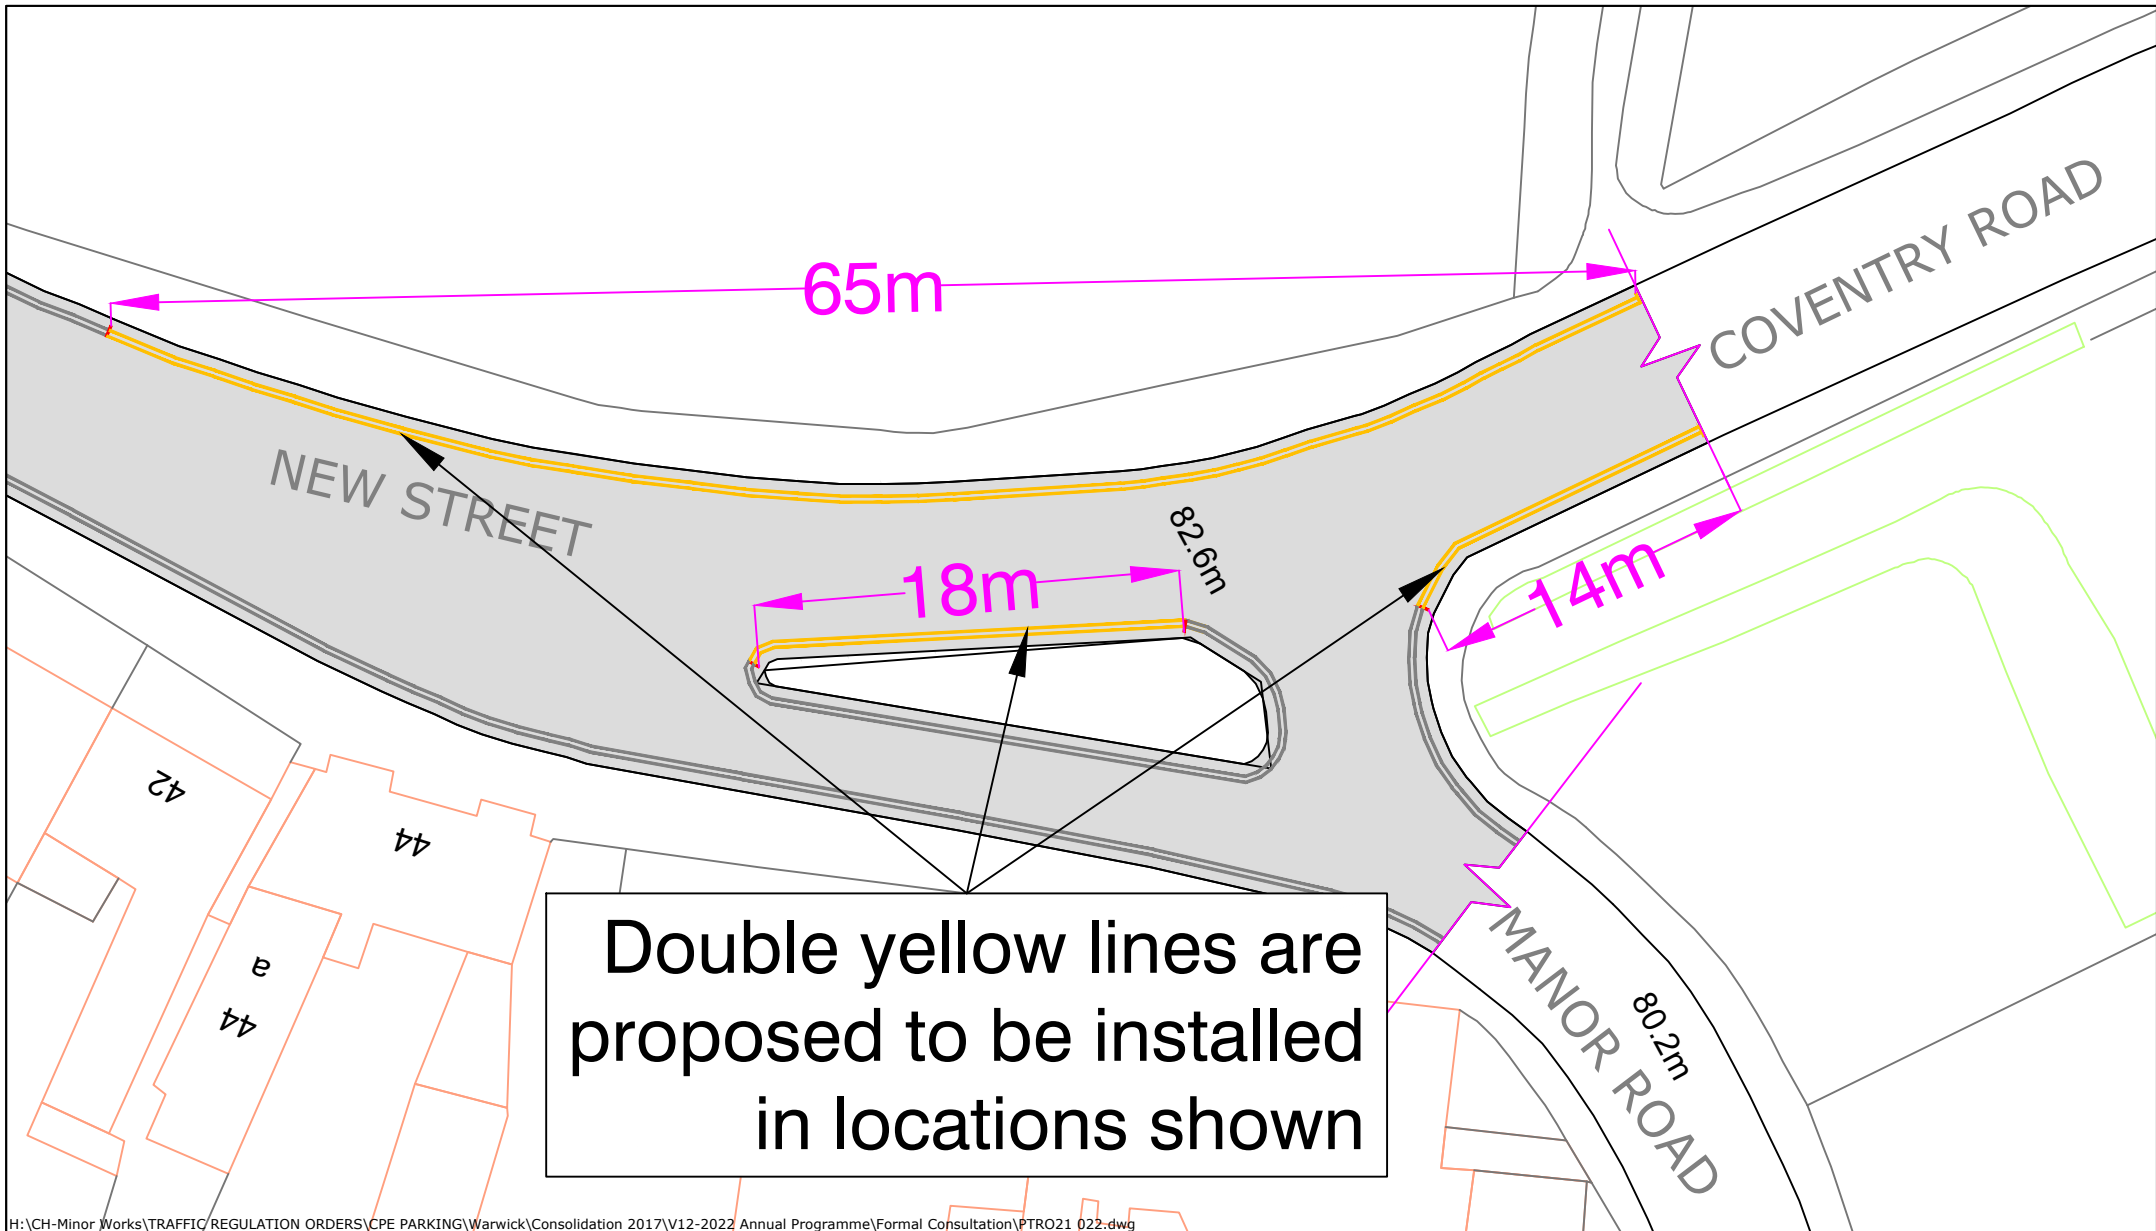 65m
COVENTRY ROAD
NEW STREET
82.6m
18m
14m
42
44
a
44
Double yellow lines are
proposed to be installed
in locations shown
MANOR ROAD
80.2m
H:\CH-Minor Works\TRAFFIC REGULATION ORDERS\CPE PARKING\Warwick\Consolidation 2017\V12-2022 Annual Programme\Formal Consultation\PTRO21 022.dwg